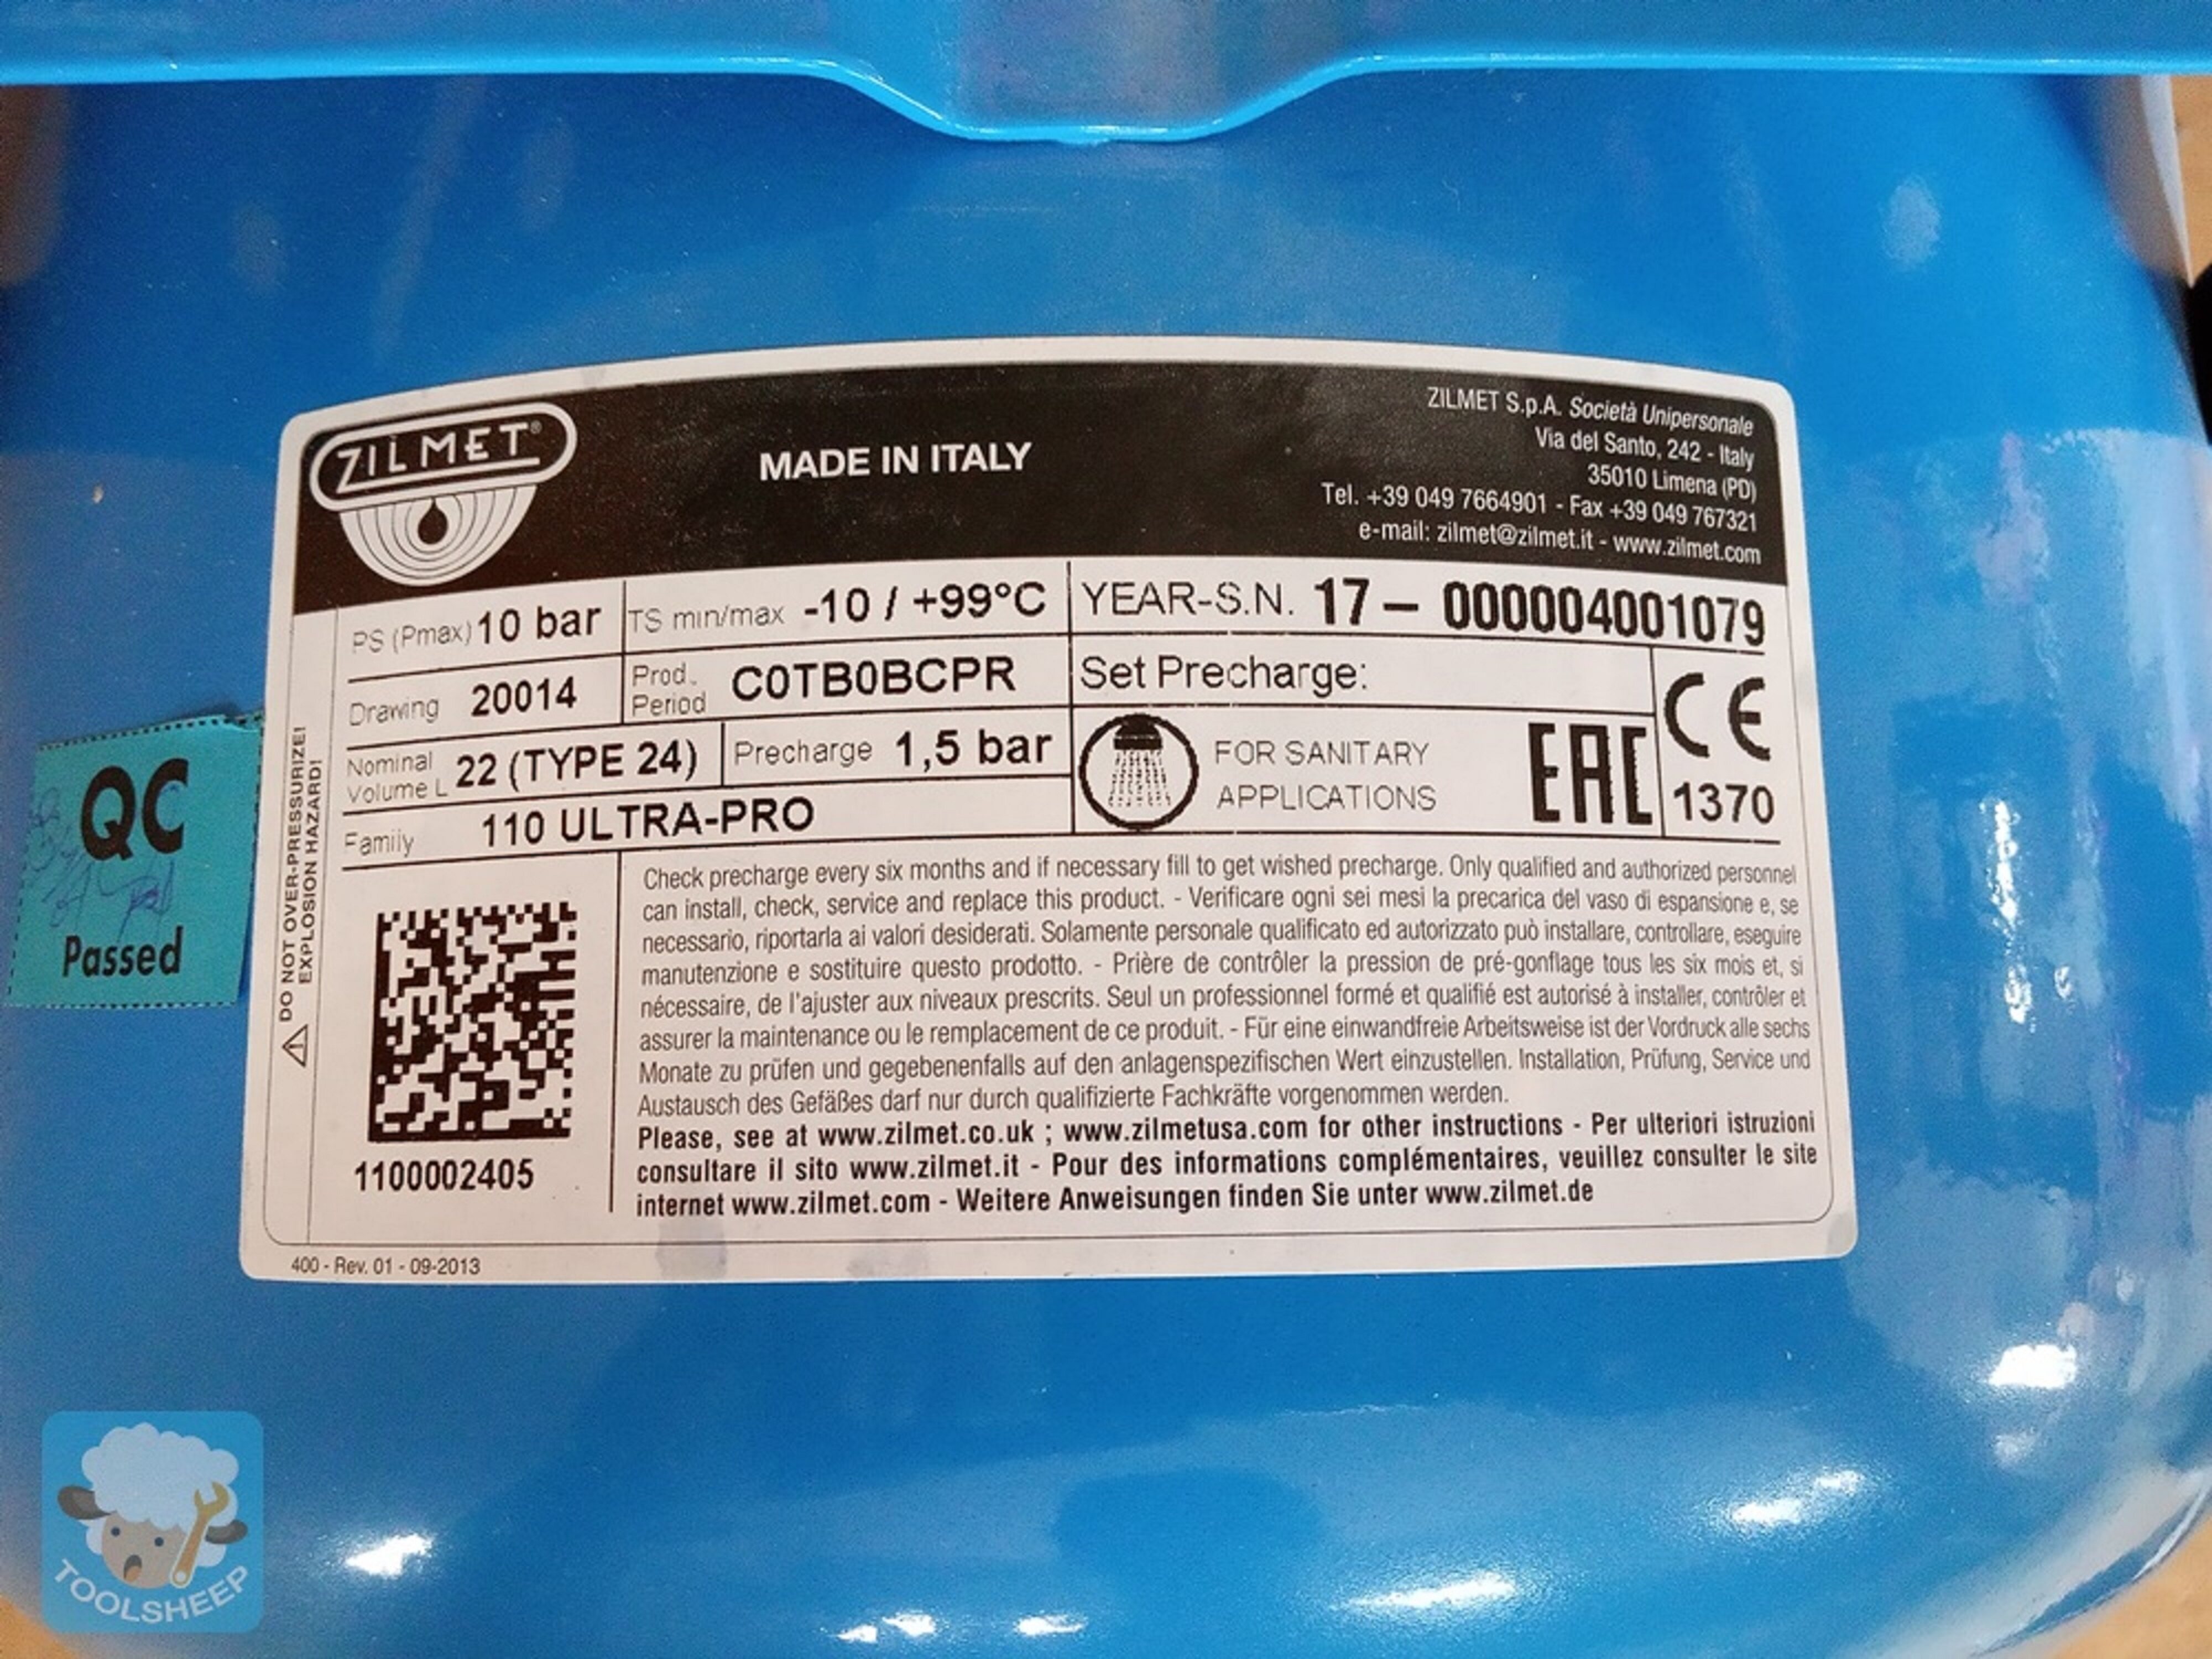 ZILMET®
MADE IN ITALY
ZILMET S.p.A. Società Unipersonale
Via del Santo, 242 - Italy
35010 Limena (PD)
Tel. +39 049 7664901 - Fax +39 049 767321
e-mail: zilmet@zilmet.it - www.zilmet.com
PS (Pmax) 10 bar
TS min/max -10 / +99°C
YEAR-S.N. 17 - 000004001079
Drawing 20014
Prod. Period C0TB0BCPR
Set Precharge:
CE
1370
Nominal Volume L 22 (TYPE 24)
Precharge 1,5 bar
FOR SANITARY
APPLICATIONS
EAC
Family 110 ULTRA-PRO
DO NOT OVER-PRESSURIZE!
EXPLOSION HAZARD!
QC
Passed
1100002405
Check precharge every six months and if necessary fill to get wished precharge. Only qualified and authorized personnel
can install, check, service and replace this product. - Verificare ogni sei mesi la precarica del vaso di espansione e, se
necessario, riportarla ai valori desiderati. Solamente personale qualificato ed autorizzato può installare, controllare, eseguire
manutenzione e sostituire questo prodotto. - Prière de contrôler la pression de pré-gonflage tous les six mois et, si
nécessaire, de l'ajuster aux niveaux prescrits. Seul un professionnel formé et qualifié est autorisé à installer, contrôler et
assurer la maintenance ou le remplacement de ce produit. - Für eine einwandfreie Arbeitsweise ist der Vordruck alle sechs
Monate zu prüfen und gegebenenfalls auf den anlagenspezifischen Wert einzustellen. Installation, Prüfung, Service und
Austausch des Gefäßes darf nur durch qualifizierte Fachkräfte vorgenommen werden.
Please, see at www.zilmet.co.uk ; www.zilmetusa.com for other instructions - Per ulteriori istruzioni
consultare il sito www.zilmet.it - Pour des informations complémentaires, veuillez consulter le site
internet www.zilmet.com - Weitere Anweisungen finden Sie unter www.zilmet.de
400 - Rev. 01 - 09-2013
TOOLSHEEP